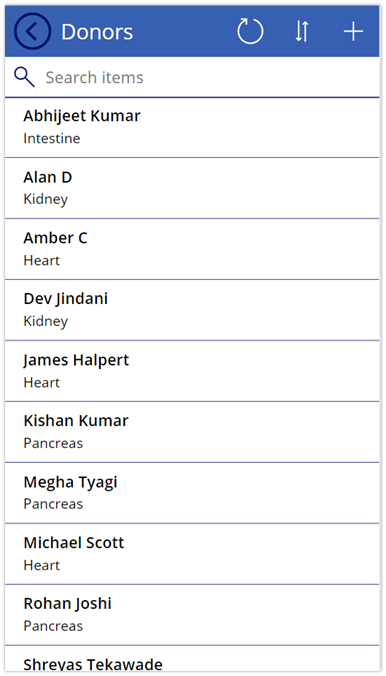 Donors
Search items
Abhijeet Kumar
Intestine
Alan D
Kidney
Amber C
Heart
Dev Jindani
Kidney
James Halpert
Heart
Kishan Kumar
Pancreas
Megha Tyagi
Pancreas
Michael Scott
Heart
Rohan Joshi
Pancreas
Shreyas Tekawade